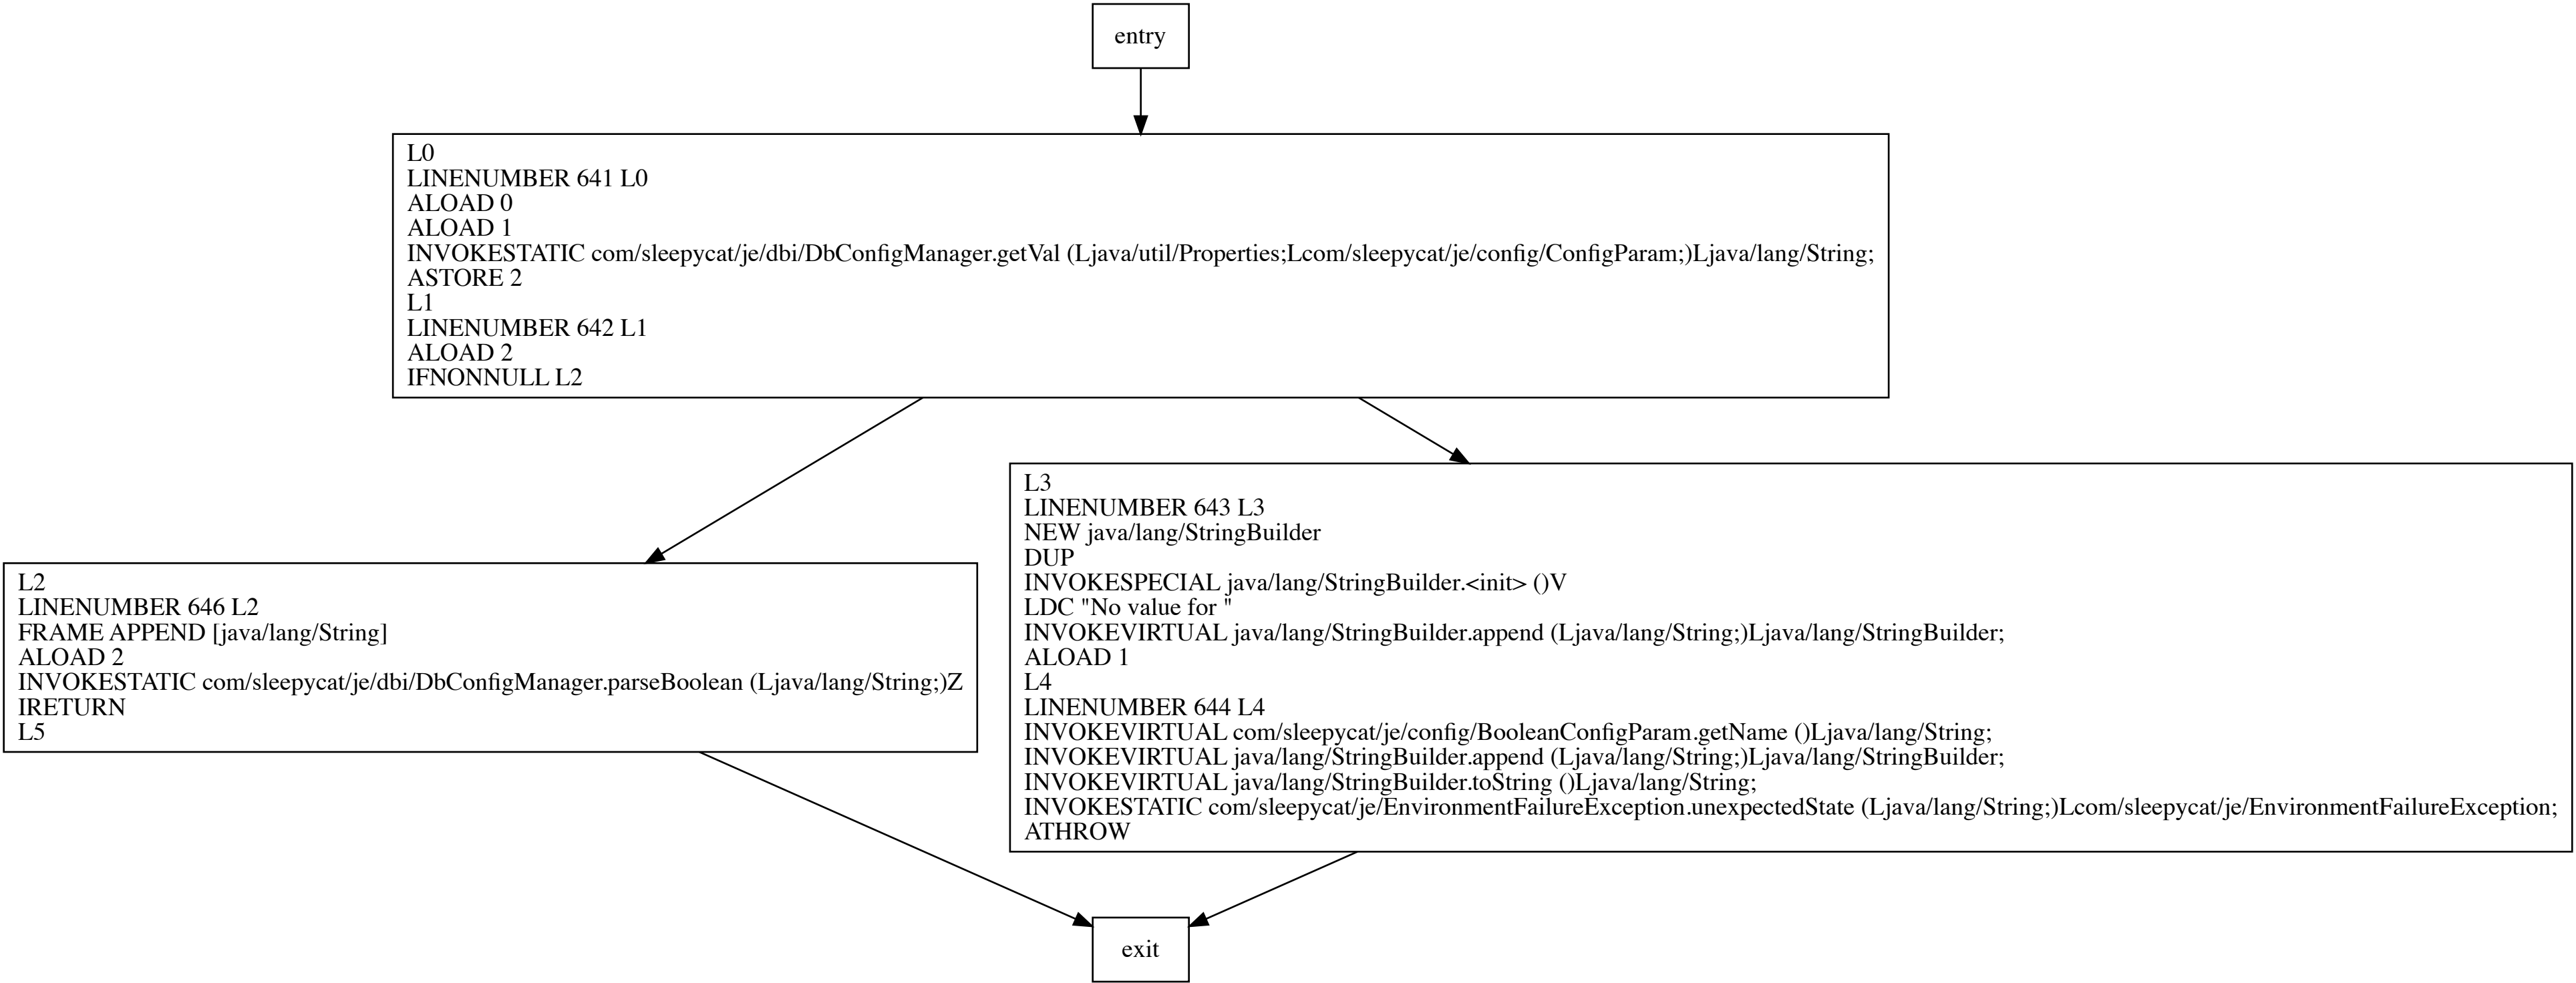 entry
L0
LINENUMBER 641 L0
ALOAD 0
ALOAD 1
INVOKESTATIC com/sleepycat/je/dbi/DbConfigManager.getVal (Ljava/util/Properties;Lcom/sleepycat/je/config/ConfigParam;)Ljava/lang/String;
ASTORE 2
L1
LINENUMBER 642 L1
ALOAD 2
IFNONNULL L2
L2
LINENUMBER 646 L2
FRAME APPEND [java/lang/String]
ALOAD 2
INVOKESTATIC com/sleepycat/je/dbi/DbConfigManager.parseBoolean (Ljava/lang/String;)Z
IRETURN
L5
L3
LINENUMBER 643 L3
NEW java/lang/StringBuilder
DUP
INVOKESPECIAL java/lang/StringBuilder.<init> ()V
LDC "No value for "
INVOKEVIRTUAL java/lang/StringBuilder.append (Ljava/lang/String;)Ljava/lang/StringBuilder;
ALOAD 1
L4
LINENUMBER 644 L4
INVOKEVIRTUAL com/sleepycat/je/config/BooleanConfigParam.getName ()Ljava/lang/String;
INVOKEVIRTUAL java/lang/StringBuilder.append (Ljava/lang/String;)Ljava/lang/StringBuilder;
INVOKEVIRTUAL java/lang/StringBuilder.toString ()Ljava/lang/String;
INVOKESTATIC com/sleepycat/je/EnvironmentFailureException.unexpectedState (Ljava/lang/String;)Lcom/sleepycat/je/EnvironmentFailureException;
ATHROW
exit